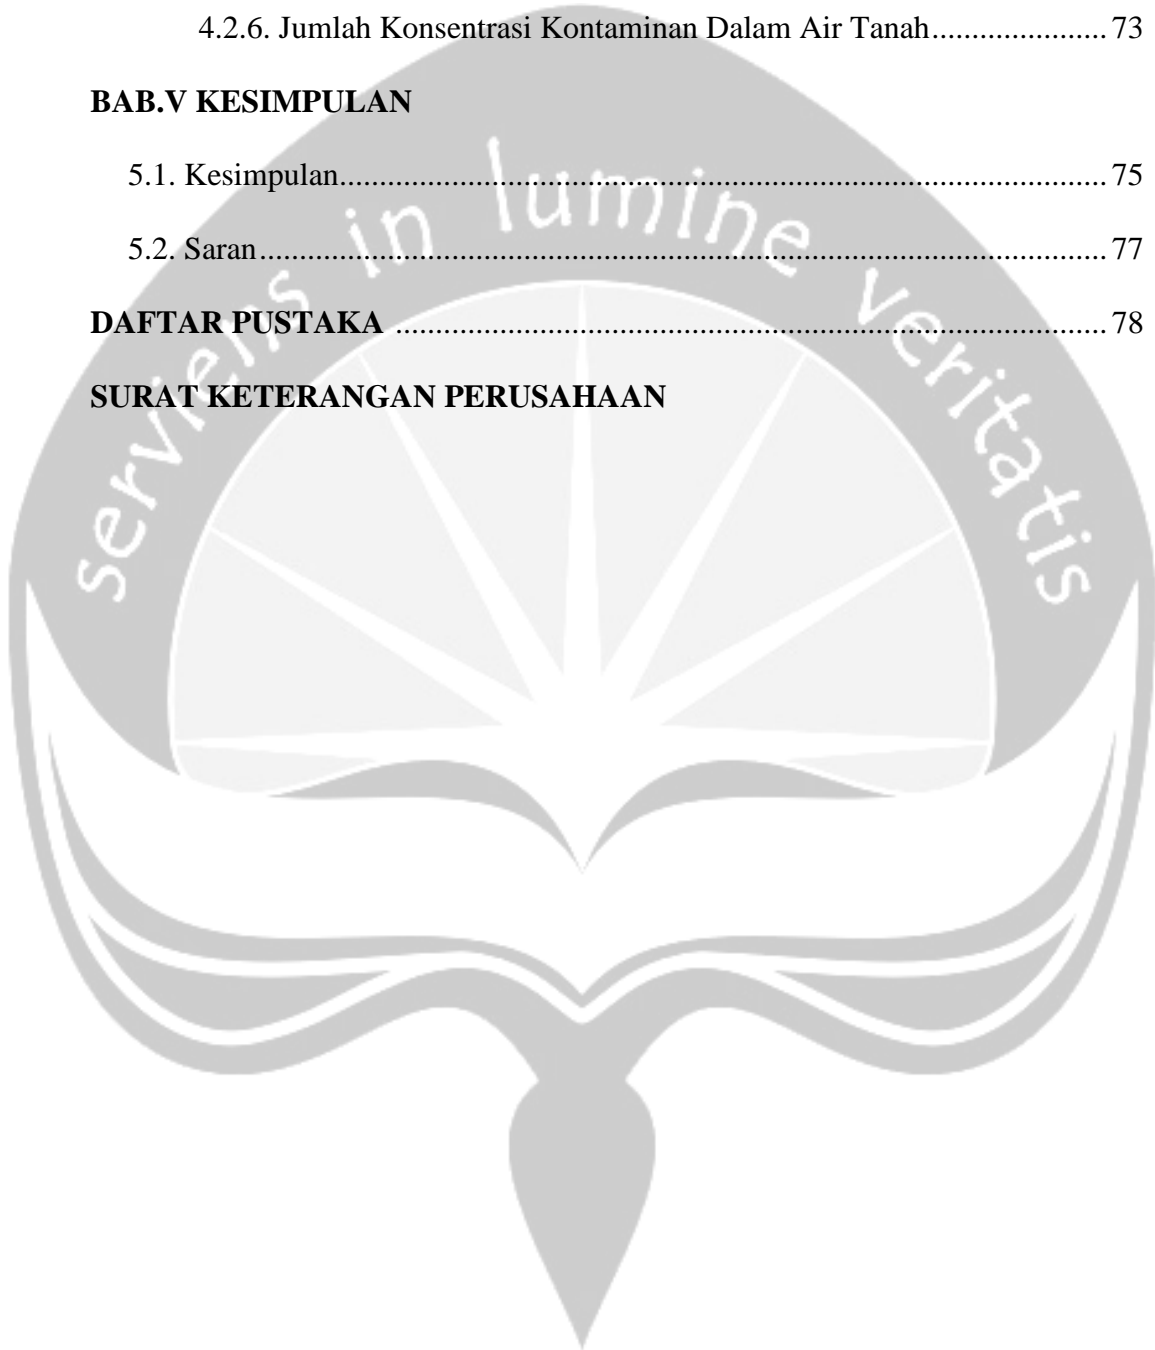 4.2.6. Jumlah Konsentrasi Kontaminan Dalam Air Tanah...................... 73
BAB.V KESIMPULAN
5.1. Kesimpulan.................................................................................................. 75
5.2. Saran............................................................................................................ 77
DAFTAR PUSTAKA ........................................................................................... 78
SURAT KETERANGAN PERUSAHAAN
serviens in lumine veritatis